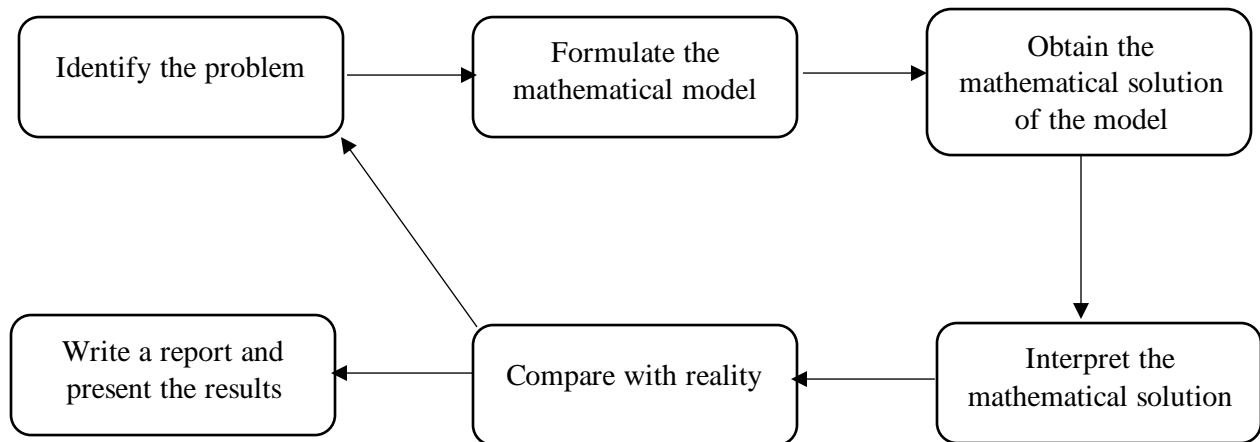 Identify the problem
Formulate the
mathematical model
Obtain the
mathematical solution
of the model
Interpret the
mathematical solution
Compare with reality
Write a report and
present the results